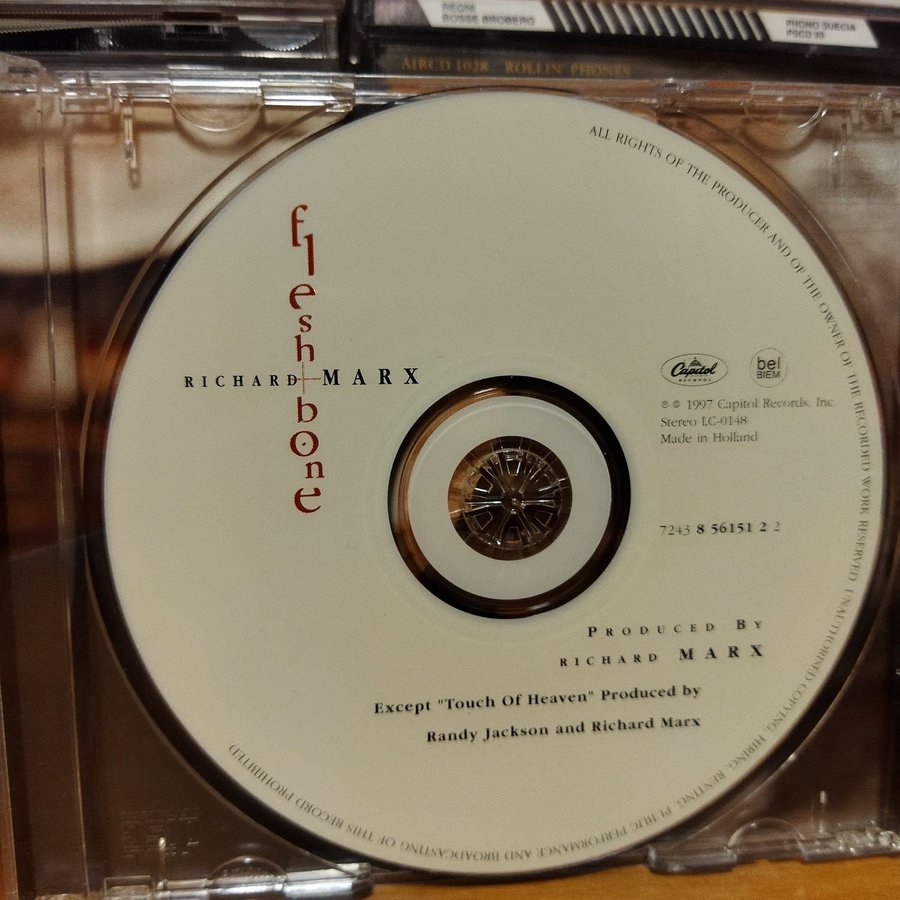 REGNI
BOSSE BROBERG
PHONO SUECIA
AIRCD 1028 ROLLIN' PHONES
ALL RIGHTS OF THE PRODUCER AND OF THE OWNER OF THE RECORDED WORK RESERVED. UNAUTHORISED COPYING, HIRING, RENTING, PUBLIC PERFORMANCE AND BROADCASTING OF THIS RECORD PROHIBITED.
flesh+bone
RICHARD MARX
Capitol
RECORDS
bel
BIEM
℗ © 1997 Capitol Records, Inc.
Stereo LC-0148
Made in Holland
7243 8 56151 2 2
PRODUCED BY
RICHARD MARX
Except "Touch Of Heaven" Produced by
Randy Jackson and Richard Marx